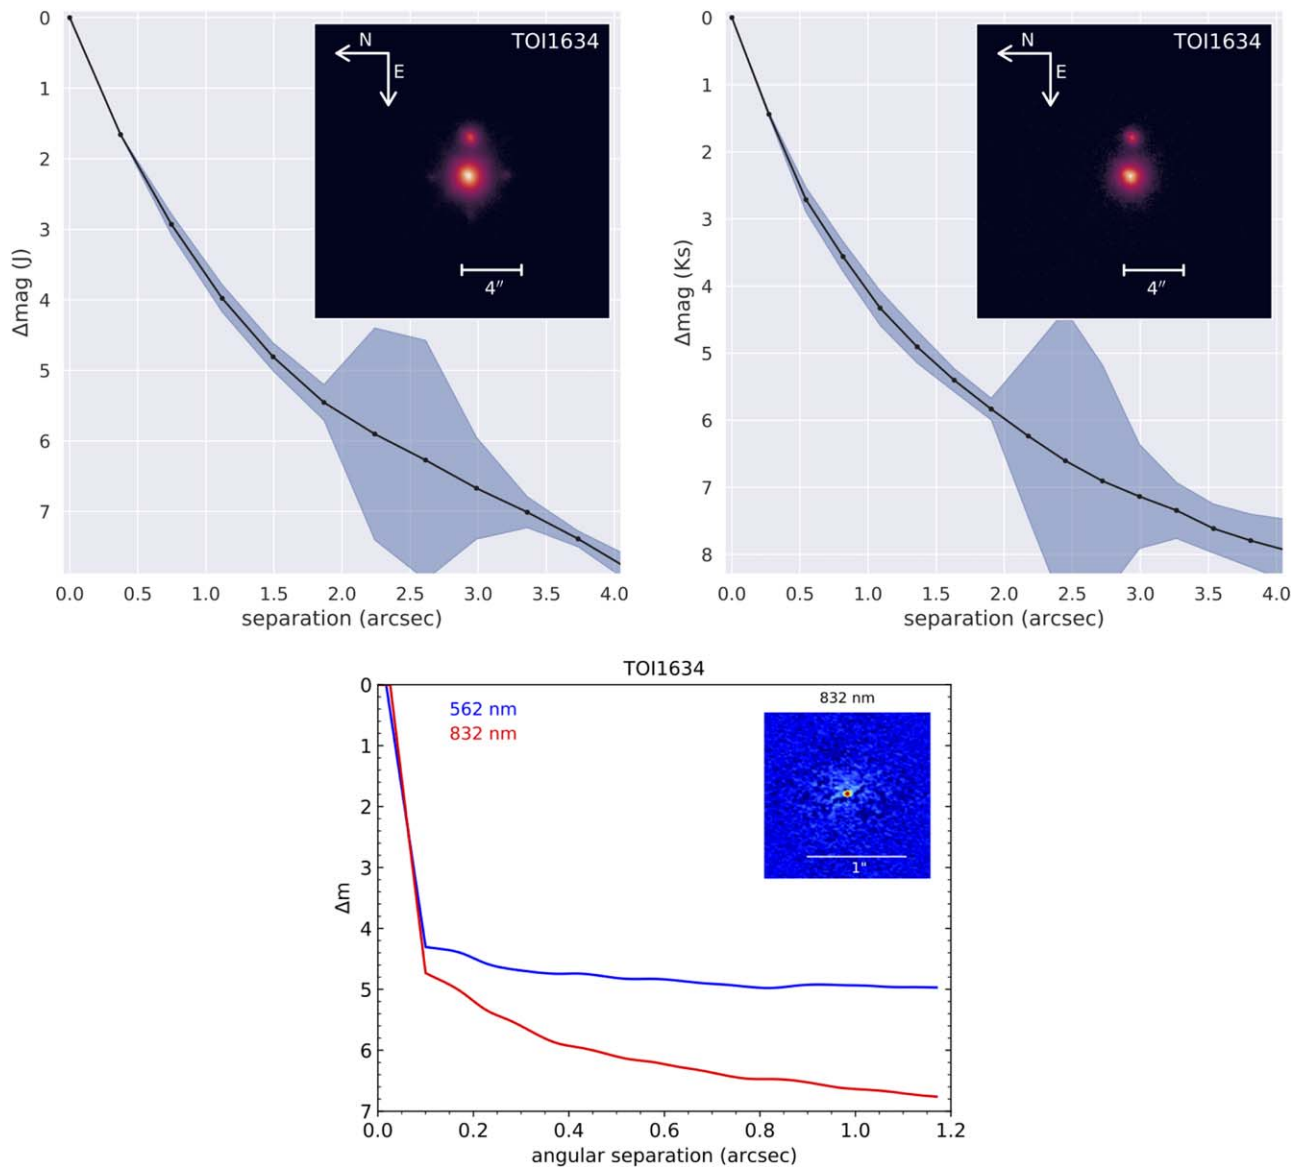 0
1
2
3
4
5
6
7
Δmag (J)
N
E
TOI1634
4″
0.0 0.5 1.0 1.5 2.0 2.5 3.0 3.5 4.0
separation (arcsec)
0
1
2
3
4
5
6
7
8
Δmag (Ks)
N
E
TOI1634
4″
0.0 0.5 1.0 1.5 2.0 2.5 3.0 3.5 4.0
separation (arcsec)
TOI1634
0
1
2
3
4
5
6
7
Δm
562 nm
832 nm
832 nm
1"
0.0 0.2 0.4 0.6 0.8 1.0 1.2
angular separation (arcsec)